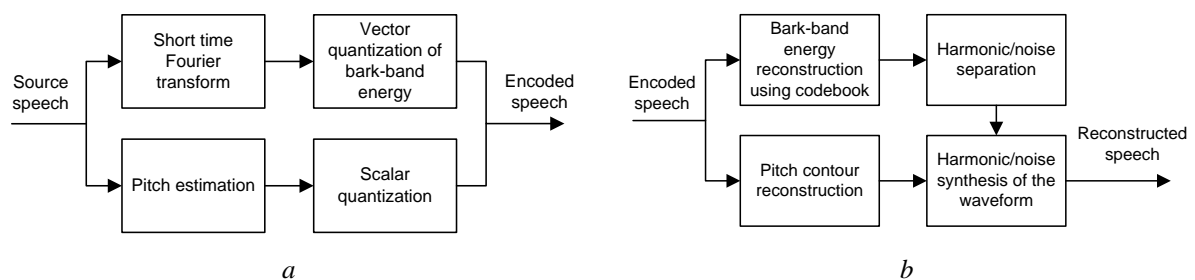 Source
speech
Short time
Fourier
transform
Vector
quantization of
bark-band
energy
Pitch estimation
Scalar
quantization
Encoded
speech
a
Encoded
speech
Bark-band
energy
reconstruction
using codebook
Harmonic/noise
separation
Pitch contour
reconstruction
Harmonic/noise
synthesis of the
waveform
Reconstructed
speech
b